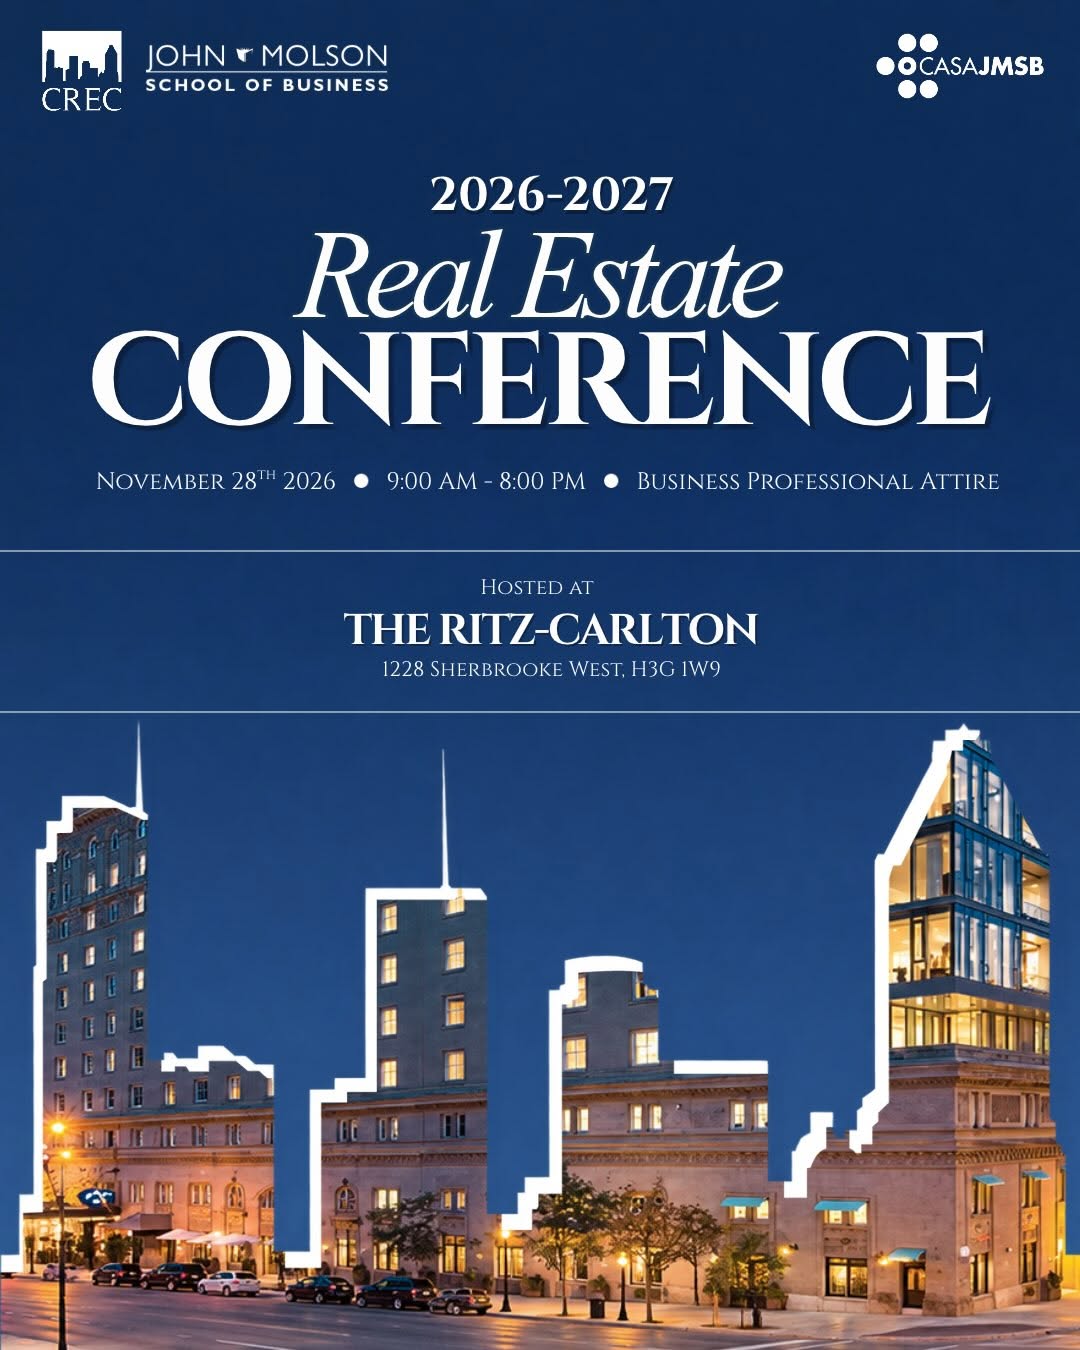 CREC
JOHN MOLSON
SCHOOL OF BUSINESS
CASAJMSB
2026-2027
Real Estate
CONFERENCE
November 28TH 2026 ● 9:00 AM - 8:00 PM ● Business Professional Attire
Hosted at
THE RITZ-CARLTON
1228 Sherbrooke West, H3G 1W9